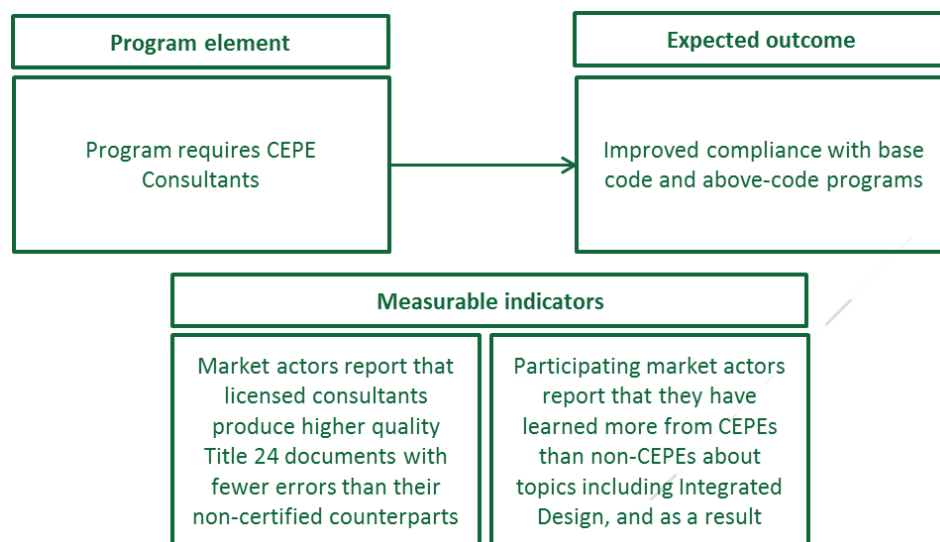 Program element
Expected outcome
Program requires CEPE
Consultants
Improved compliance with base
code and above-code programs
Measurable indicators
Market actors report that
licensed consultants
produce higher quality
Title 24 documents with
fewer errors than their
non-certified counterparts
Participating market actors
report that they have
learned more from CEPEs
than non-CEPEs about
topics including Integrated
Design, and as a result